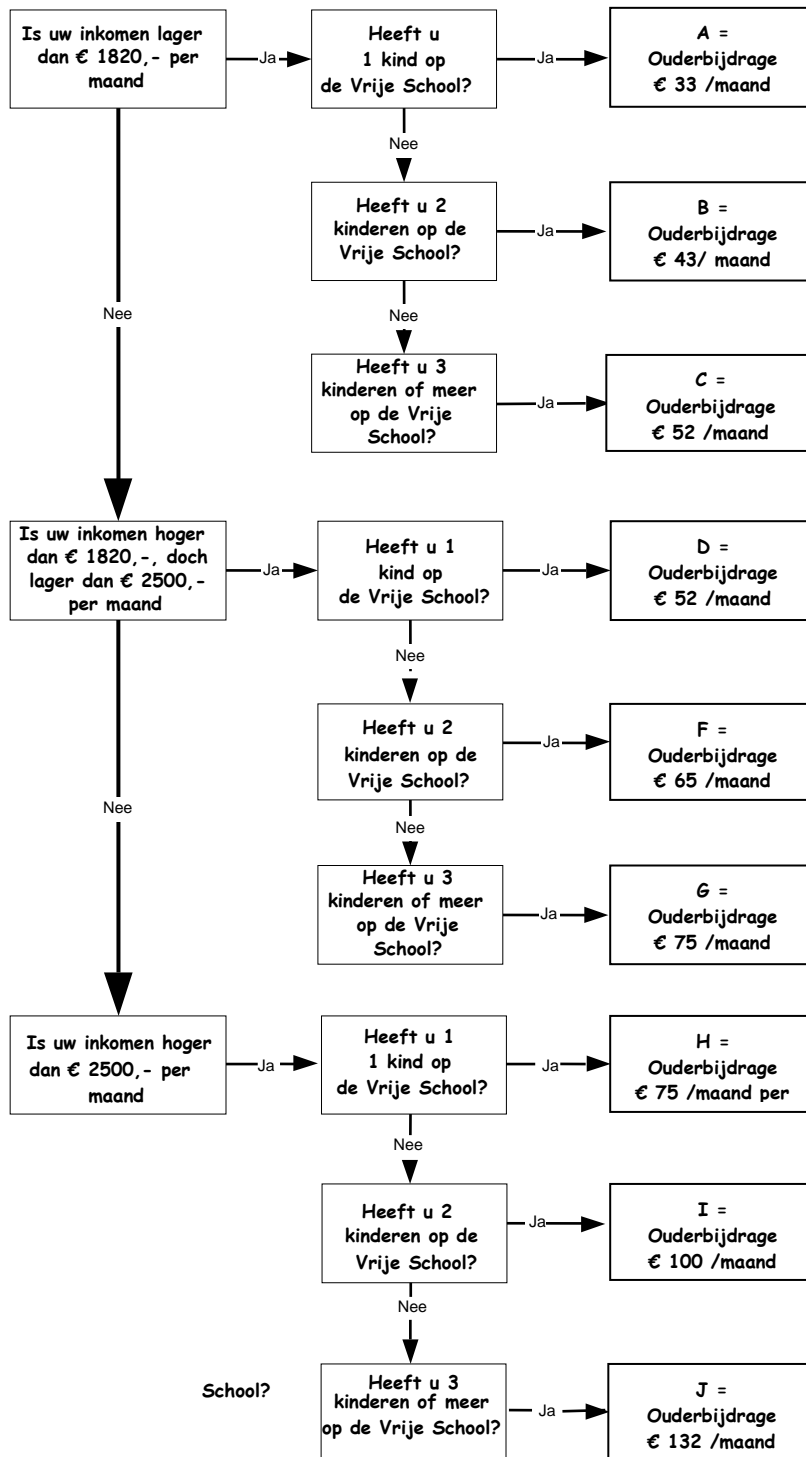 Is uw inkomen lager
dan € 1820,- per
maand
Ja
Heeft u
1 kind op
de Vrije School?
Ja
A =
Ouderbijdrage
€ 33 /maand
Nee
Heeft u 2
kinderen op de
Vrije School?
Ja
B =
Ouderbijdrage
€ 43/ maand
Nee
Nee
Heeft u 3
kinderen of meer
op de Vrije
School?
Ja
C =
Ouderbijdrage
€ 52 /maand
Is uw inkomen hoger
dan € 1820,-, doch
lager dan € 2500,-
per maand
Ja
Heeft u 1
kind op
de Vrije School?
Ja
D =
Ouderbijdrage
€ 52 /maand
Nee
Heeft u 2
kinderen op de
Vrije School?
Ja
F =
Ouderbijdrage
€ 65 /maand
Nee
Nee
Heeft u 3
kinderen of meer
op de Vrije
School?
Ja
G =
Ouderbijdrage
€ 75 /maand
Is uw inkomen hoger
dan € 2500,- per
maand
Ja
Heeft u 1
1 kind op
de Vrije School?
Ja
H =
Ouderbijdrage
€ 75 /maand per
Nee
Heeft u 2
kinderen op de
Vrije School?
Ja
I =
Ouderbijdrage
€ 100 /maand
Nee
School?
Heeft u 3
kinderen of meer
op de Vrije School?
Ja
J =
Ouderbijdrage
€ 132 /maand